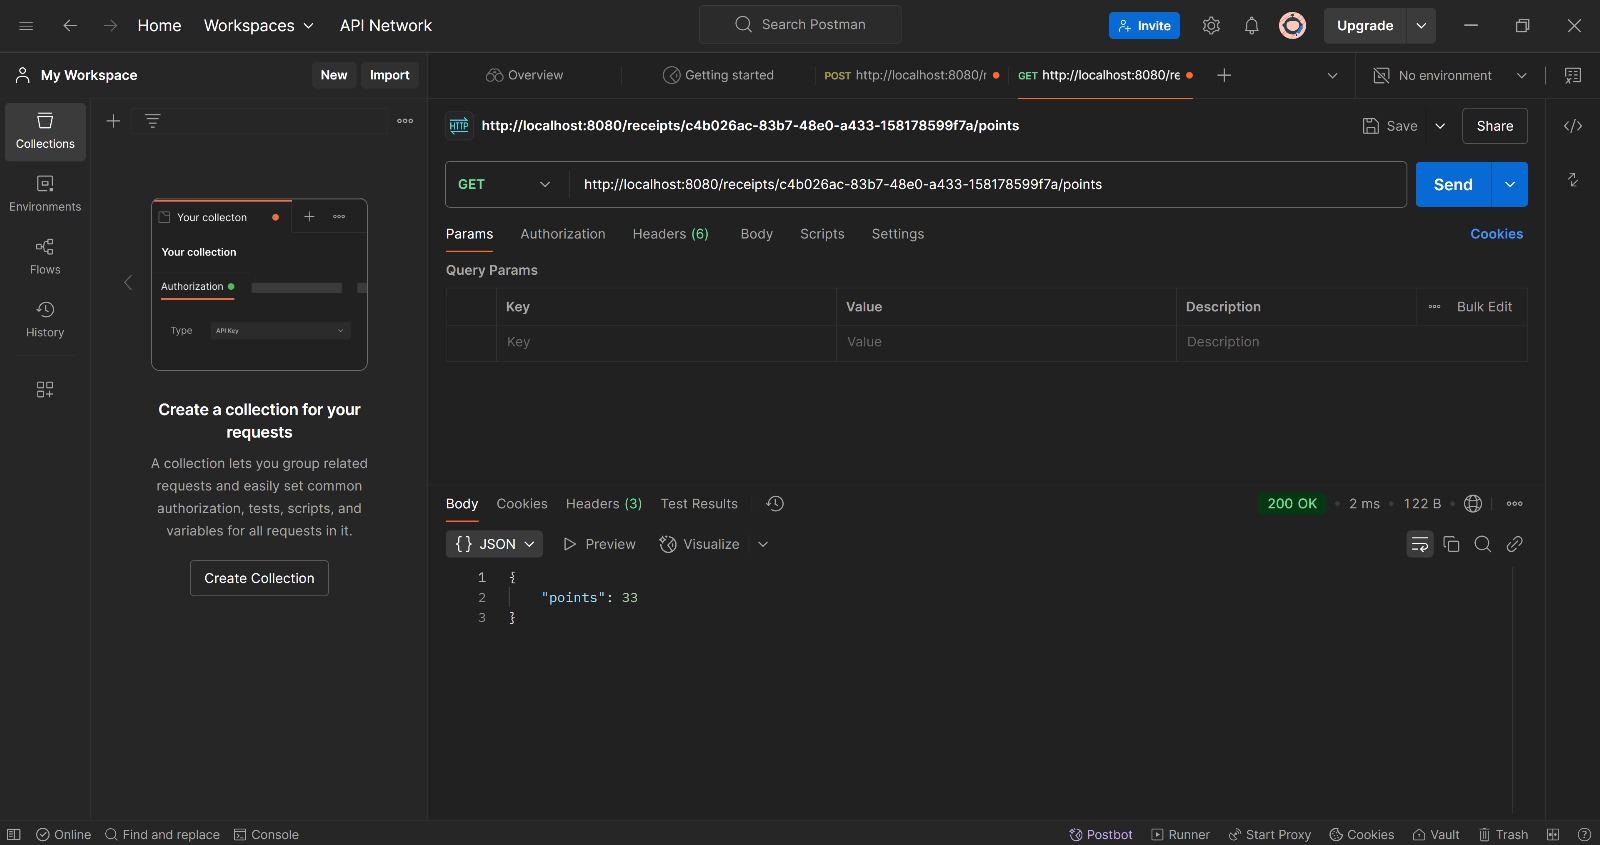 Home Workspaces API Network Search Postman Invite Upgrade
My Workspace New Import Overview Getting started POST http://localhost:8080/r GET http://localhost:8080/re No environment
Collections
Environments
Flows
History
Your collecton
Your collection
Authorization
Type API Key
Create a collection for your
requests
A collection lets you group related
requests and easily set common
authorization, tests, scripts, and
variables for all requests in it.
Create Collection
HTTP http://localhost:8080/receipts/c4b026ac-83b7-48e0-a433-158178599f7a/points Save Share
GET http://localhost:8080/receipts/c4b026ac-83b7-48e0-a433-158178599f7a/points Send
Params Authorization Headers (6) Body Scripts Settings Cookies
Query Params
Key Value Description Bulk Edit
Key Value Description
Body Cookies Headers (3) Test Results 200 OK • 2 ms • 122 B •
{} JSON Preview Visualize
1 {
2 "points": 33
3 }
Online Find and replace Console Postbot Runner Start Proxy Cookies Vault Trash